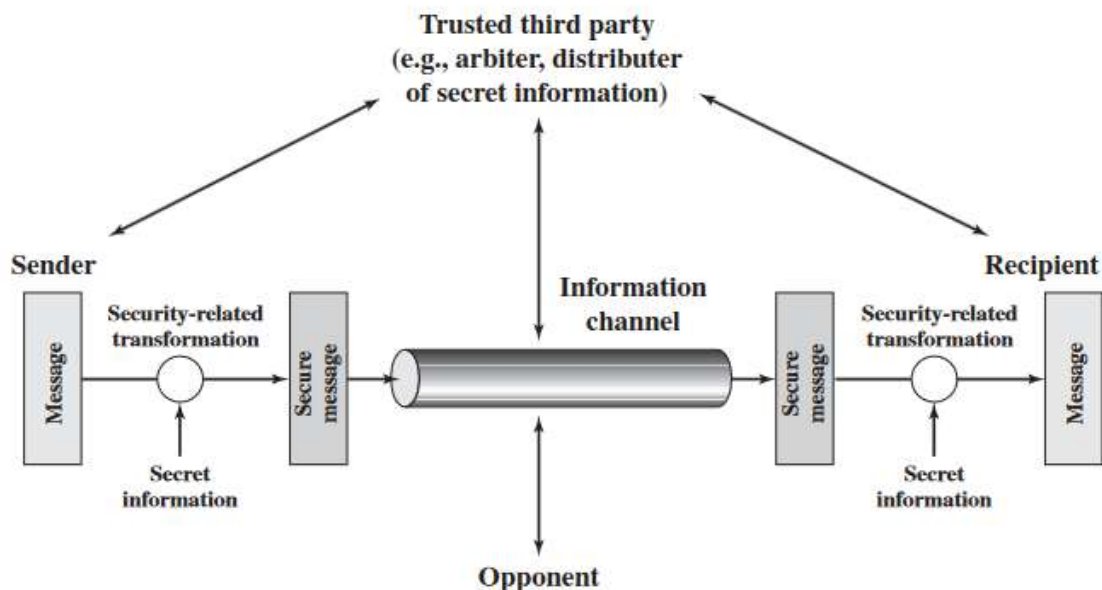 Trusted third party
(e.g., arbiter, distributer
of secret information)
Sender
Recipient
Information
channel
Security-related
transformation
Security-related
transformation
Message
Secure
message
Secure
message
Message
Secret
information
Secret
information
Opponent